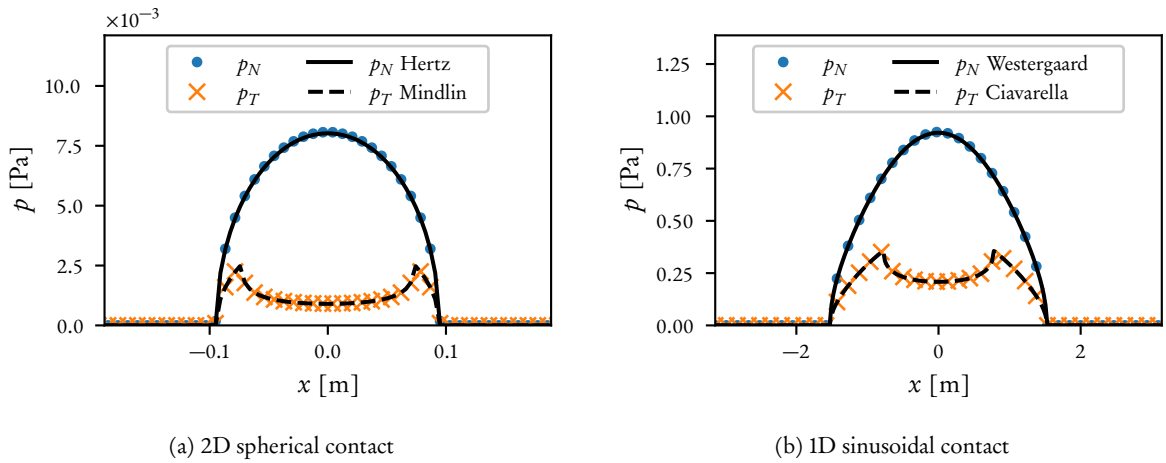 ×10⁻³
10.0
7.5
5.0
2.5
0.0
p [Pa]
p_N p_N Hertz
p_T p_T Mindlin
−0.1 0.0 0.1
x [m]
(a) 2D spherical contact
1.25
1.00
0.75
0.50
0.25
0.00
p [Pa]
p_N p_N Westergaard
p_T p_T Ciavarella
−2 0 2
x [m]
(b) 1D sinusoidal contact